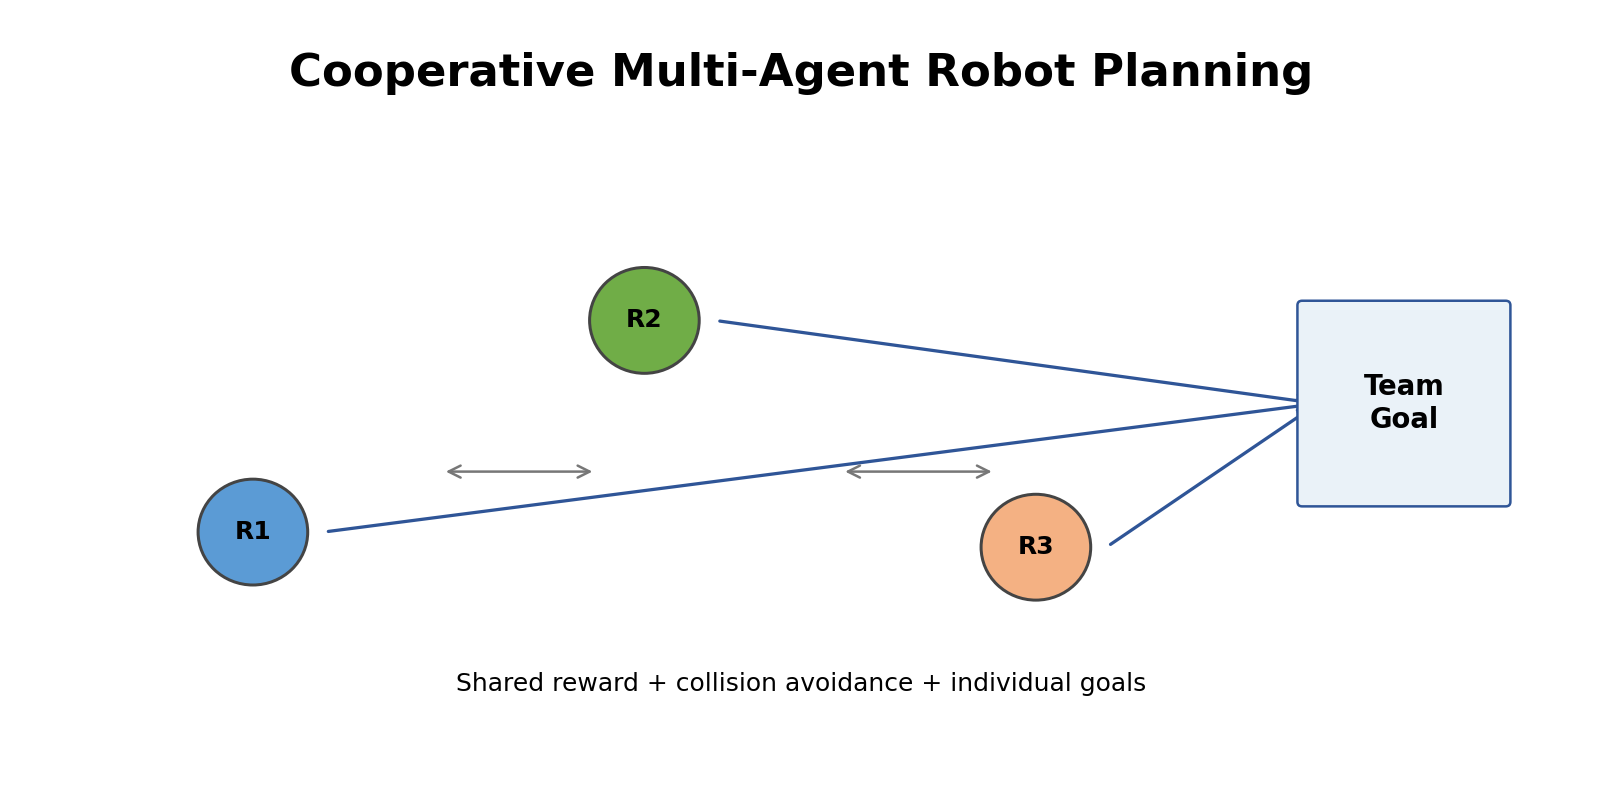 Cooperative Multi-Agent Robot Planning
R2
Team
Goal
R1
R3
Shared reward + collision avoidance + individual goals